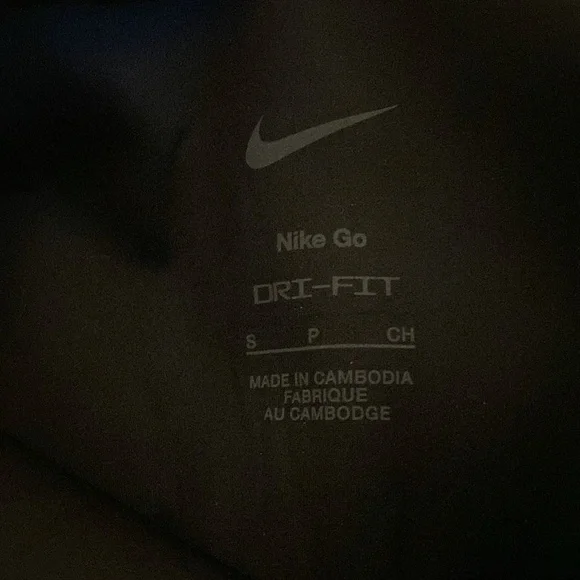 Nike Go
DRI-FIT
S P CH
MADE IN CAMBODIA
FABRIQUE
AU CAMBODGE